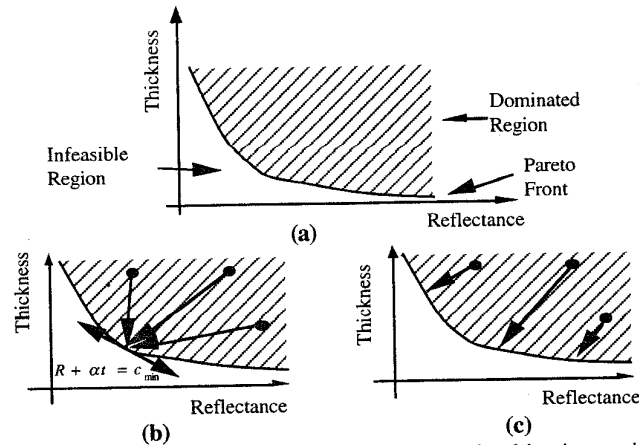 Thickness
Dominated
Region
Infeasible
Region
Pareto
Front
Reflectance
(a)
Thickness
R + αt = c min
Reflectance
(b)
Thickness
Reflectance
(c)